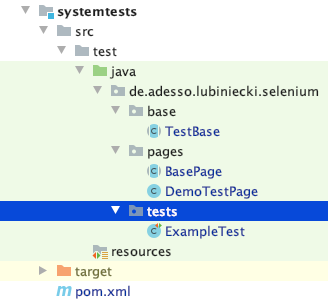 systemtests
src
test
java
de.adesso.lubiniecki.selenium
base
TestBase
pages
BasePage
DemoTestPage
tests
ExampleTest
resources
target
pom.xml